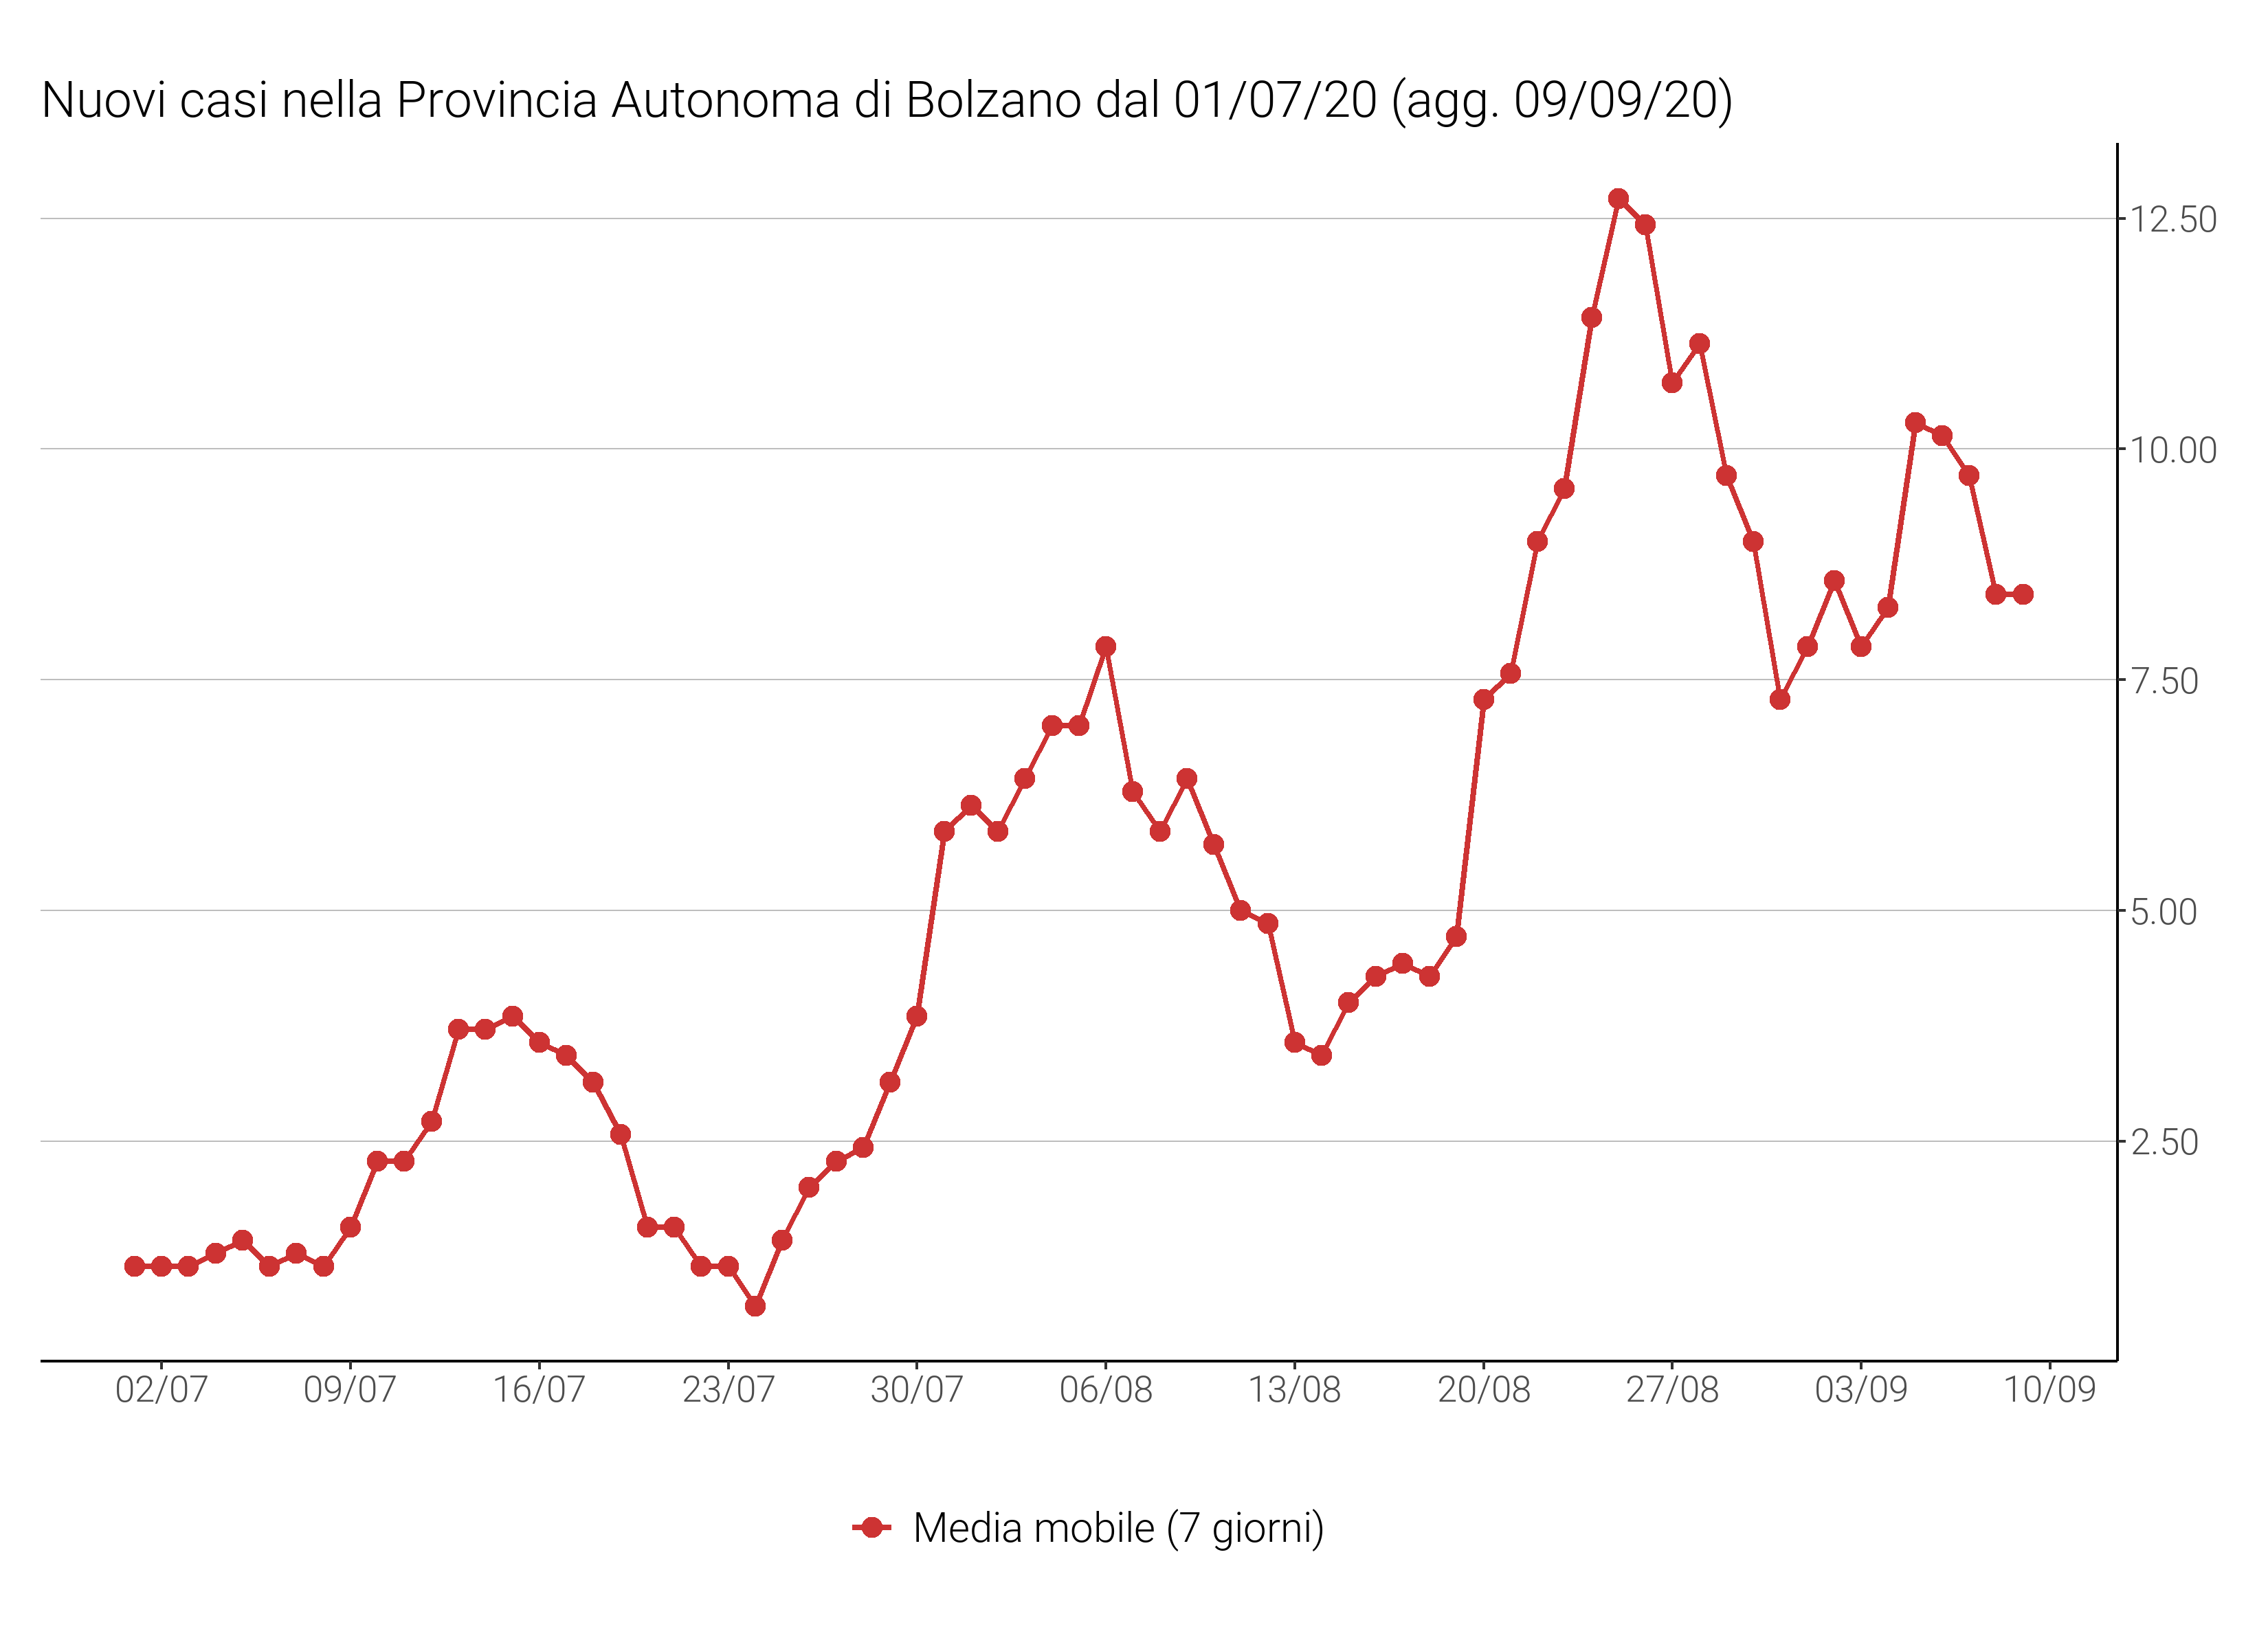 Nuovi casi nella Provincia Autonoma di Bolzano dal 01/07/20 (agg. 09/09/20)
12.50
10.00
7.50
5.00
2.50
02/07 09/07 16/07 23/07 30/07 06/08 13/08 20/08 27/08 03/09 10/09
Media mobile (7 giorni)